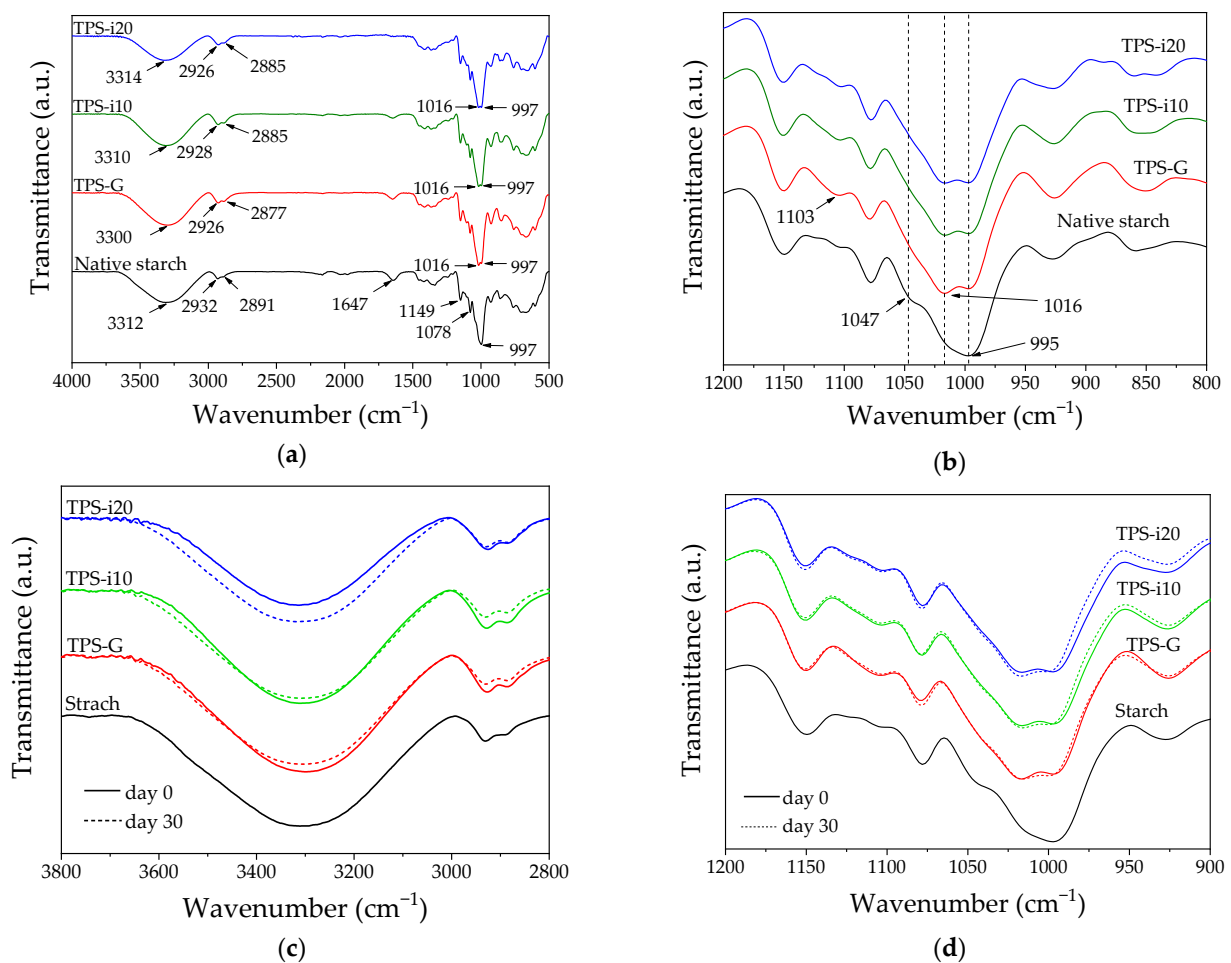 Transmittance (a.u.)
TPS-i20
3314
2926
2885
1016
997
TPS-i10
3310
2928
2885
1016
997
TPS-G
3300
2926
2877
1016
997
Native starch
3312
2932
2891
1647
1149
1078
997
4000 3500 3000 2500 2000 1500 1000 500
Wavenumber (cm⁻¹)
(a)
Transmittance (a.u.)
TPS-i20
TPS-i10
TPS-G
1103
Native starch
1047
1016
995
1200 1150 1100 1050 1000 950 900 850 800
Wavenumber (cm⁻¹)
(b)
Transmittance (a.u.)
TPS-i20
TPS-i10
TPS-G
Strach
day 0
day 30
3800 3600 3400 3200 3000 2800
Wavenumber (cm⁻¹)
(c)
Transmittance (a.u.)
TPS-i20
TPS-i10
TPS-G
Starch
day 0
day 30
1200 1150 1100 1050 1000 950 900
Wavenumber (cm⁻¹)
(d)